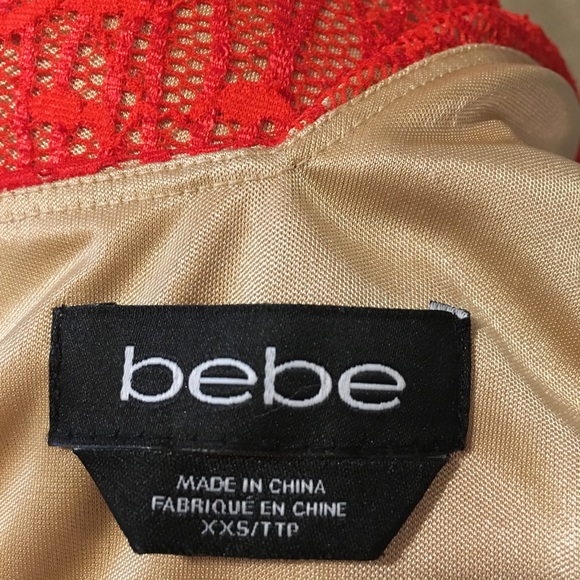 bebe
MADE IN CHINA
FABRIQUÉ EN CHINE
XXS/TTP